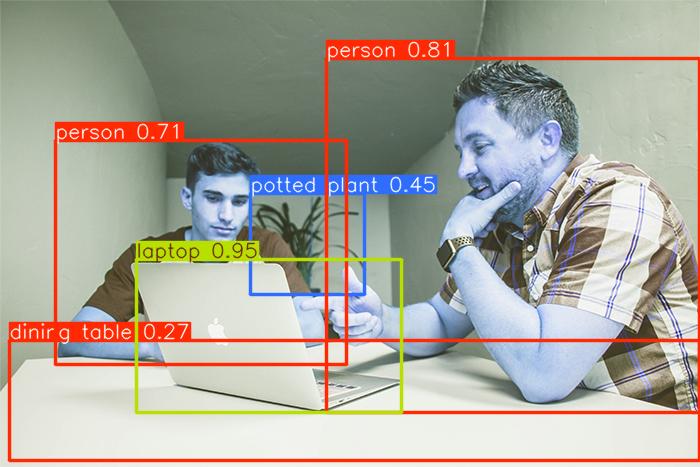 person 0.81
person 0.71
potted plant 0.45
laptop 0.95
dining table 0.27